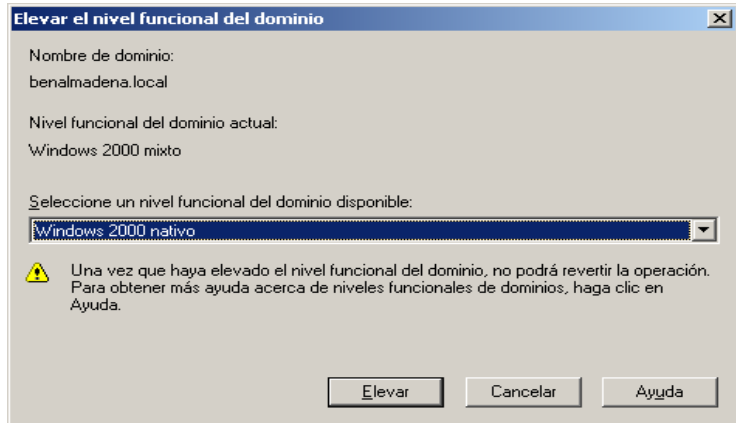 Elevar el nivel funcional del dominio
Nombre de dominio:
benalmadena.local
Nivel funcional del dominio actual:
Windows 2000 mixto
Seleccione un nivel funcional del dominio disponible:
Windows 2000 nativo
Una vez que haya elevado el nivel funcional del dominio, no podrá revertir la operación.
Para obtener más ayuda acerca de niveles funcionales de dominios, haga clic en
Ayuda.
Elevar Cancelar Ayuda